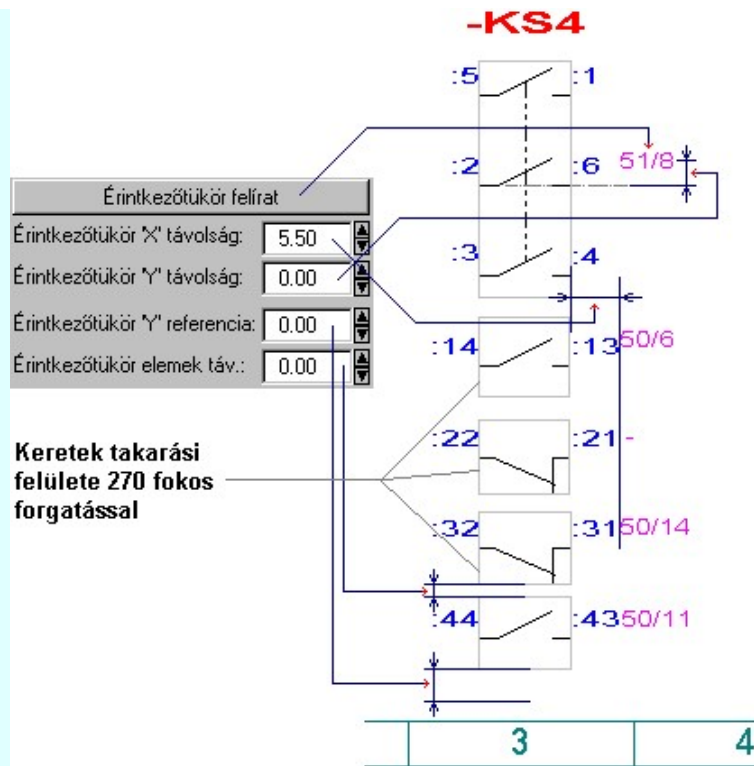 -KS4
:5 :1
:2 :6 51/8
Érintkezőtükör felírat
Érintkezőtükör "X" távolság: 5.50
:3 :4
Érintkezőtükör "Y" távolság: 0.00
Érintkezőtükör "Y" referencia: 0.00
:14 :13 50/6
Érintkezőtükör elemek táv.: 0.00
:22 :21 -
Keretek takarási
felülete 270 fokos
forgatással
:32 :31 50/14
:44 :43 50/11
3 4